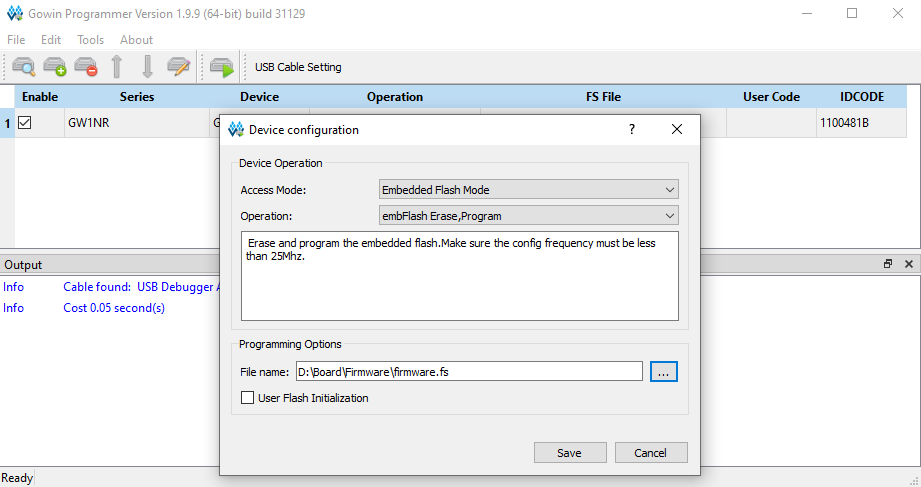 Gowin Programmer Version 1.9.9 (64-bit) build 31129
File Edit Tools About
USB Cable Setting
Enable Series Device Operation FS File User Code IDCODE
1 GW1NR 1100481B
Device configuration
Device Operation
Access Mode: Embedded Flash Mode
Operation: embFlash Erase,Program
Erase and program the embedded flash.Make sure the config frequency must be less
than 25Mhz.
Programming Options
File name: D:\Board\Firmware\firmware.fs ...
User Flash Initialization
Save Cancel
Output
Info Cable found: USB Debugger
Info Cost 0.05 second(s)
Ready